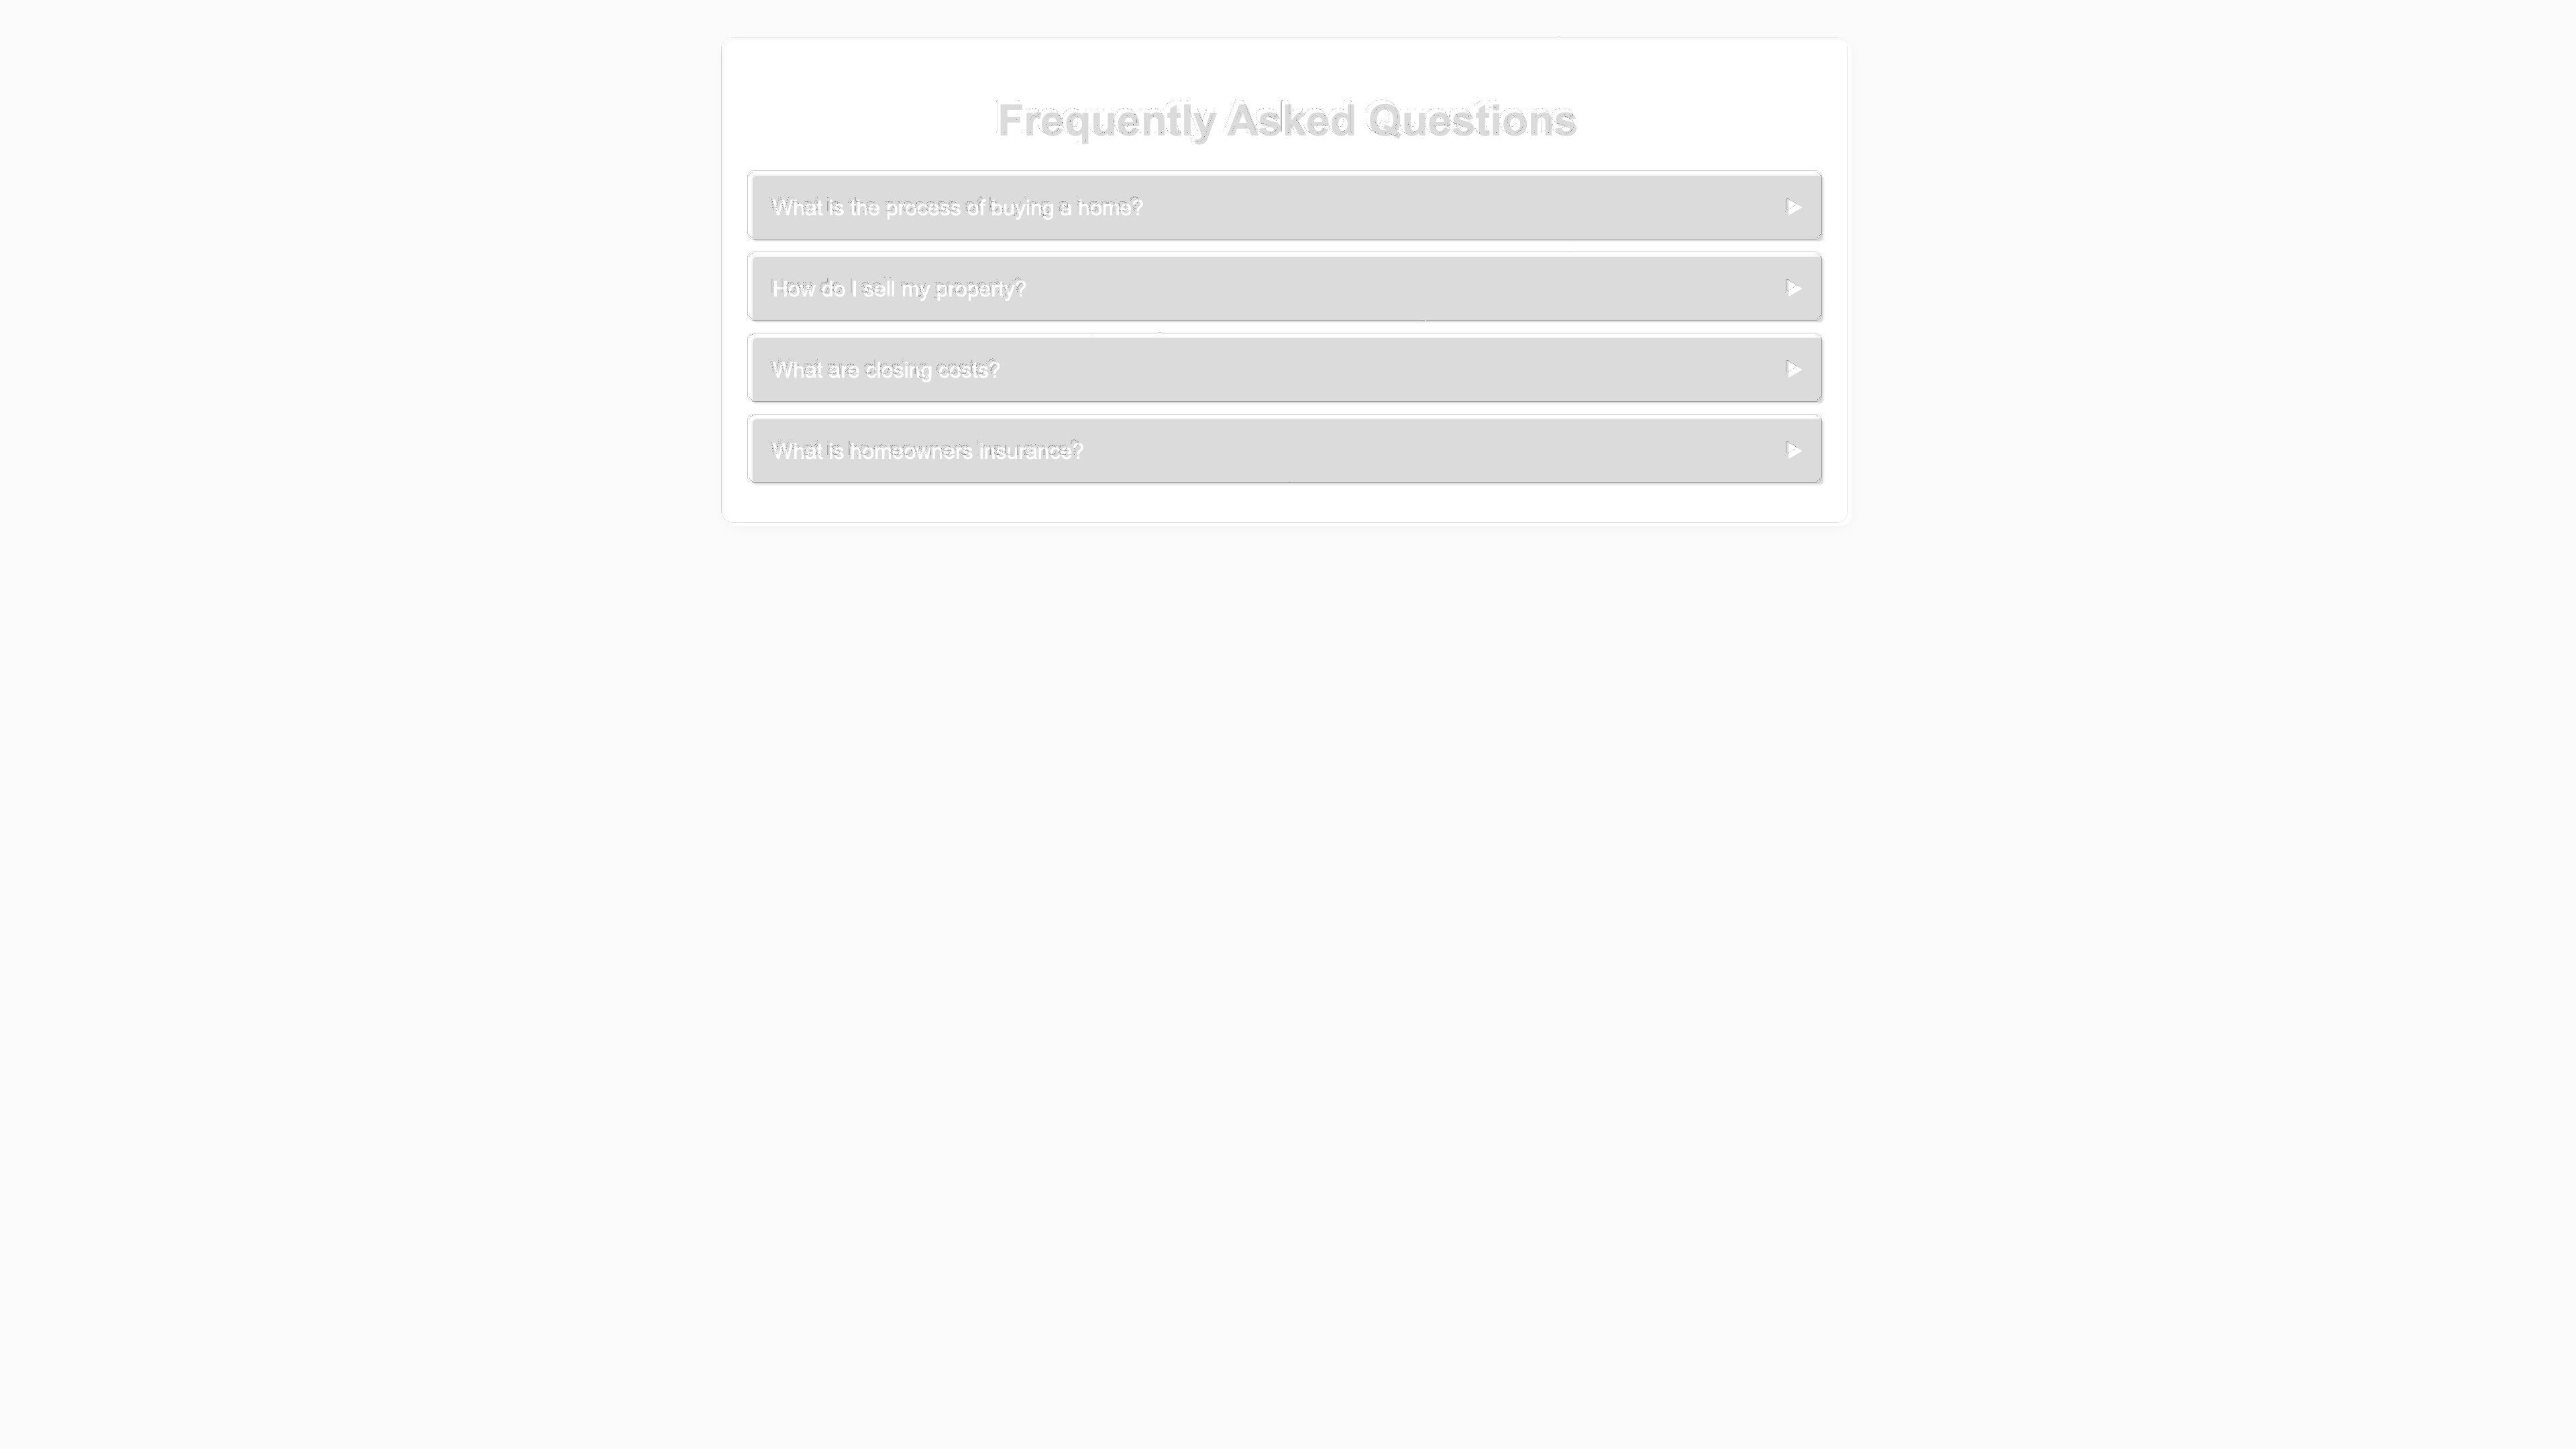 Frequently Asked Questions
What is the process of buying a home?
How do I sell my property?
What are closing costs?
What is homeowners insurance?